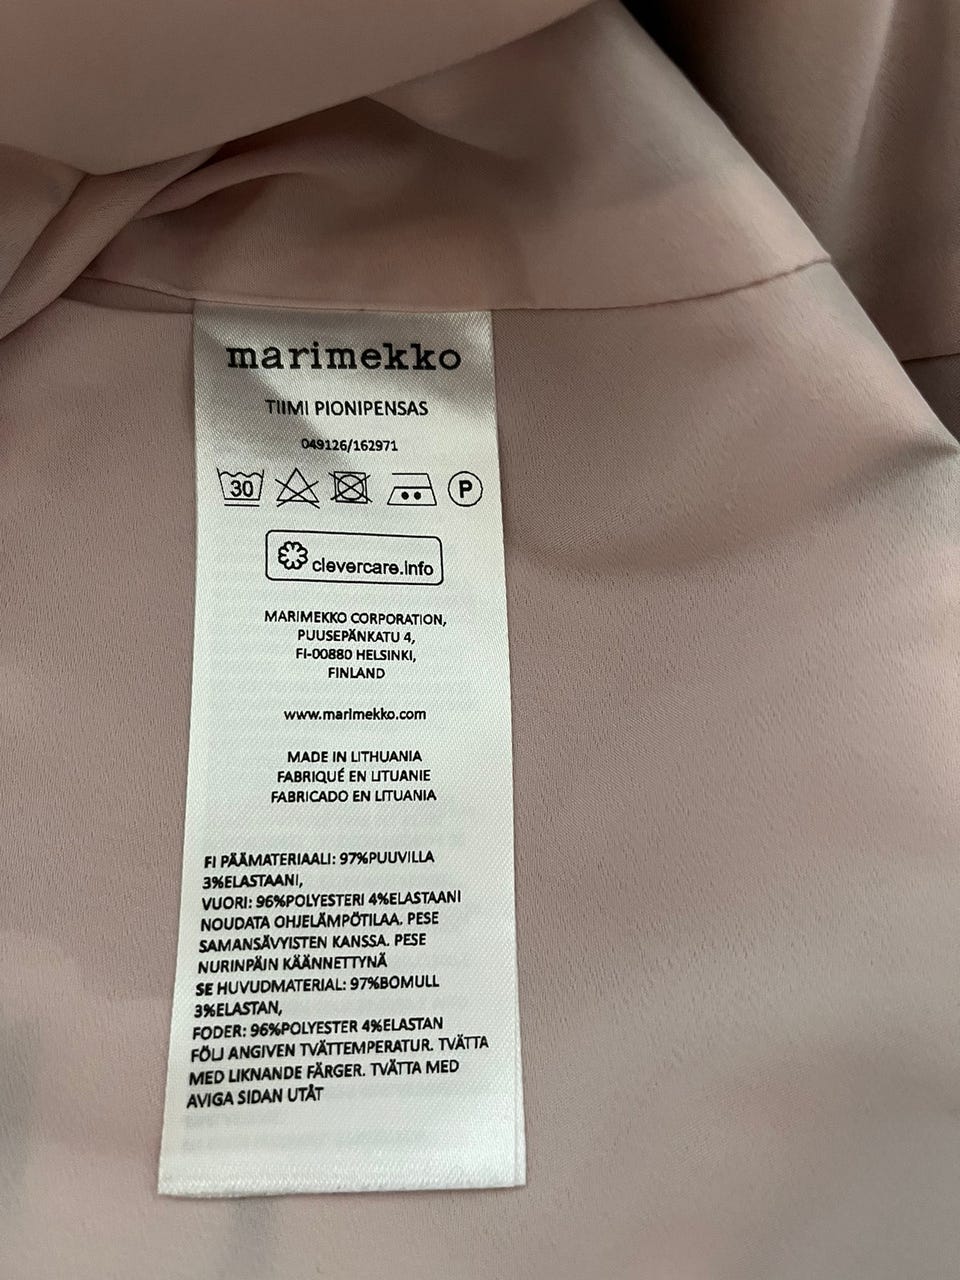 marimekko
TIIMI PIONIPENSAS
049126/162971
30 P
clevercare.info
MARIMEKKO CORPORATION,
PUUSEPÄNKATU 4,
FI-00880 HELSINKI,
FINLAND
www.marimekko.com
MADE IN LITHUANIA
FABRIQUÉ EN LITUANIE
FABRICADO EN LITUANIA
FI PÄÄMATERIAALI: 97%PUUVILLA
3%ELASTAANI,
VUORI: 96%POLYESTERI 4%ELASTAANI
NOUDATA OHJELÄMPÖTILAA. PESE
SAMANSÄVYISTEN KANSSA. PESE
NURINPÄIN KÄÄNNETTYNÄ
SE HUVUDMATERIAL: 97%BOMULL
3%ELASTAN,
FODER: 96%POLYESTER 4%ELASTAN
FÖLJ ANGIVEN TVÄTTEMPERATUR. TVÄTTA
MED LIKNANDE FÄRGER. TVÄTTA MED
AVIGA SIDAN UTÅT